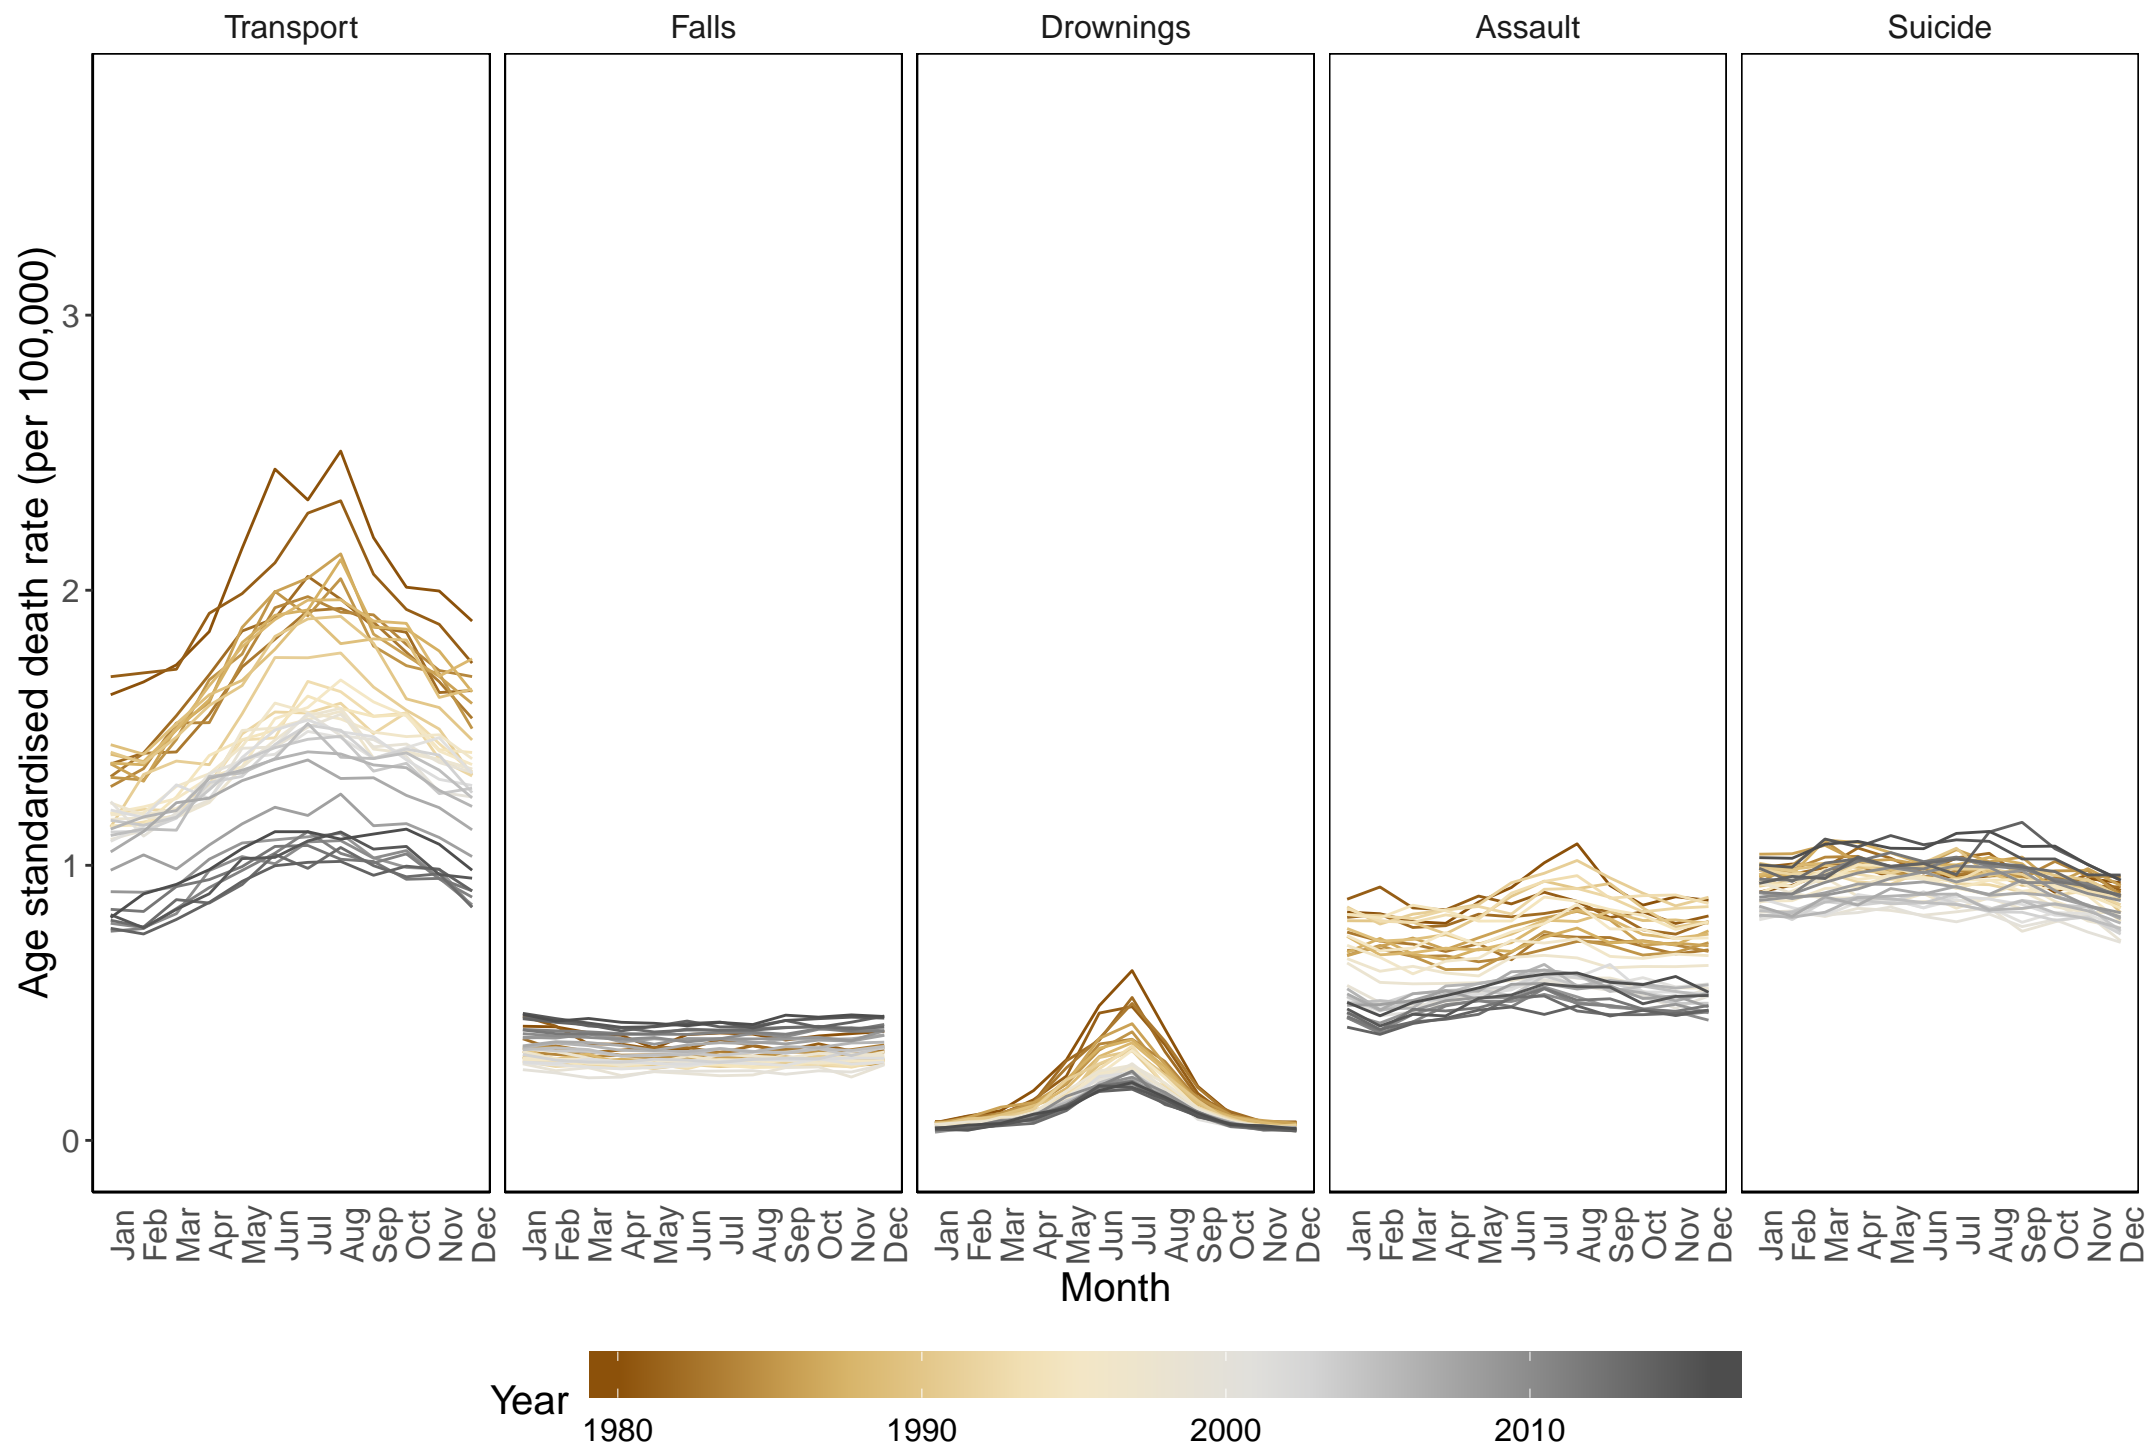 Transport Falls Drownings Assault Suicide
Age standardised death rate (per 100,000)
3
2
1
0
Jan Feb Mar Apr May Jun Jul Aug Sep Oct Nov Dec
Jan Feb Mar Apr May Jun Jul Aug Sep Oct Nov Dec
Jan Feb Mar Apr May Jun Jul Aug Sep Oct Nov Dec
Jan Feb Mar Apr May Jun Jul Aug Sep Oct Nov Dec
Jan Feb Mar Apr May Jun Jul Aug Sep Oct Nov Dec
Month
Year
1980 1990 2000 2010